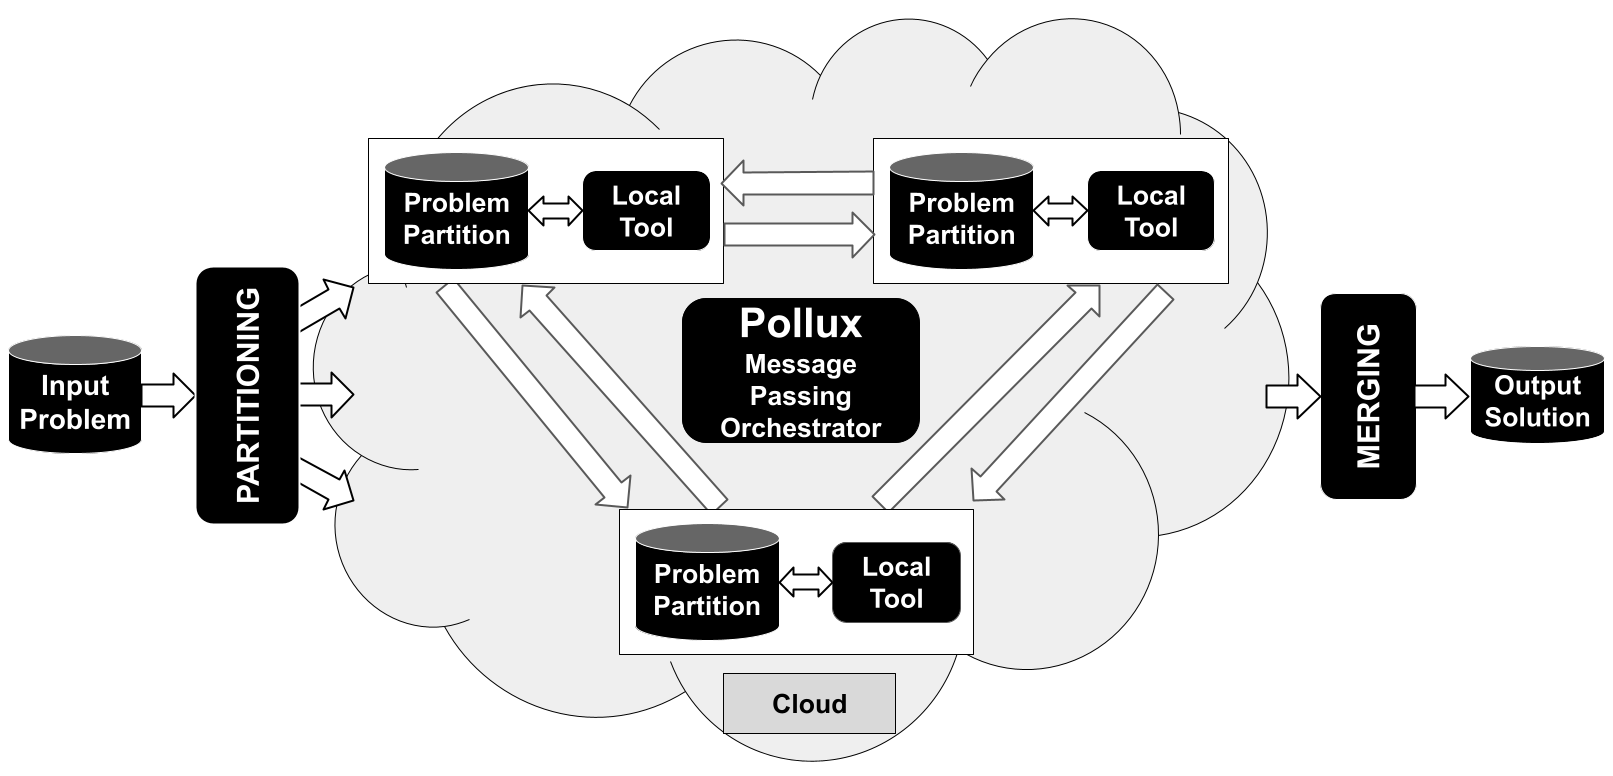 Input
Problem
PARTITIONING
Problem
Partition
Local
Tool
Problem
Partition
Local
Tool
Pollux
Message
Passing
Orchestrator
Problem
Partition
Local
Tool
Cloud
MERGING
Output
Solution